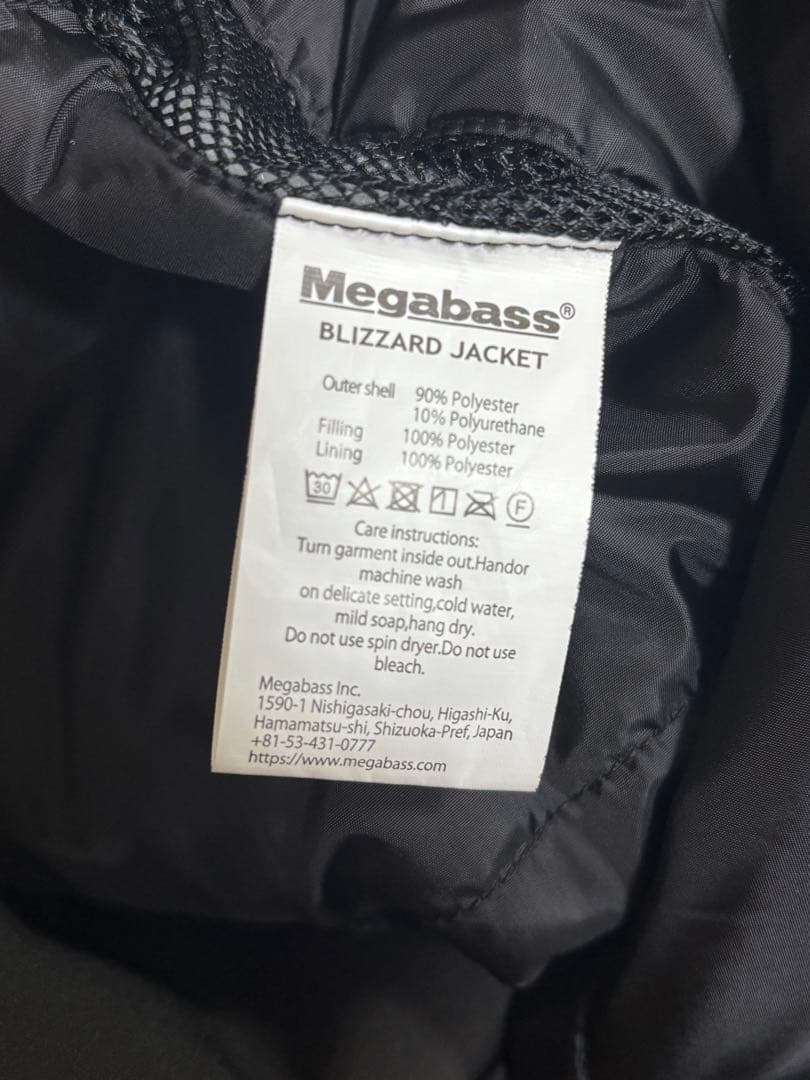 Megabass®
BLIZZARD JACKET
Outer shell 90% Polyester
10% Polyurethane
Filling 100% Polyester
Lining 100% Polyester
30 F
Care instructions:
Turn garment inside out.Handor
machine wash
on delicate setting,cold water,
mild soap,hang dry.
Do not use spin dryer.Do not use
bleach.
Megabass Inc.
1590-1 Nishigasaki-chou, Higashi-Ku,
Hamamatsu-shi, Shizuoka-Pref, Japan
+81-53-431-0777
https://www.megabass.com